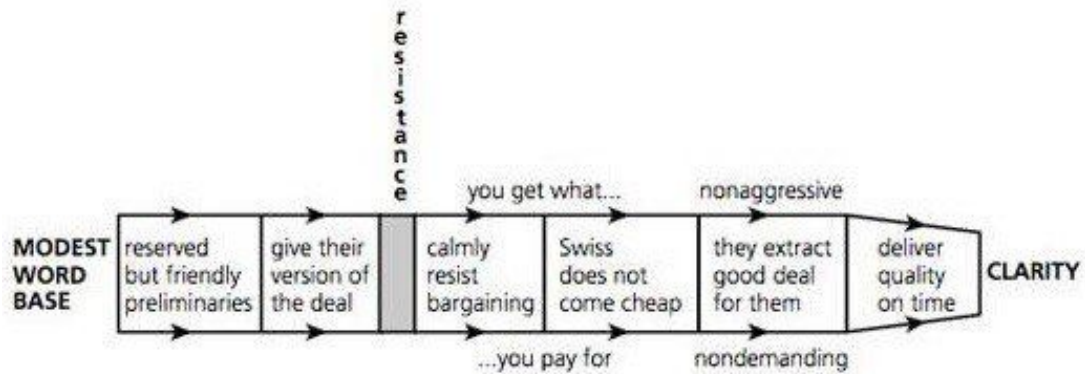 resistance
you get what...
nonaggressive
MODEST
WORD
BASE
reserved
but friendly
preliminaries
give their
version of
the deal
calmly
resist
bargaining
Swiss
does not
come cheap
they extract
good deal
for them
deliver
quality
on time
CLARITY
...you pay for
nondemanding